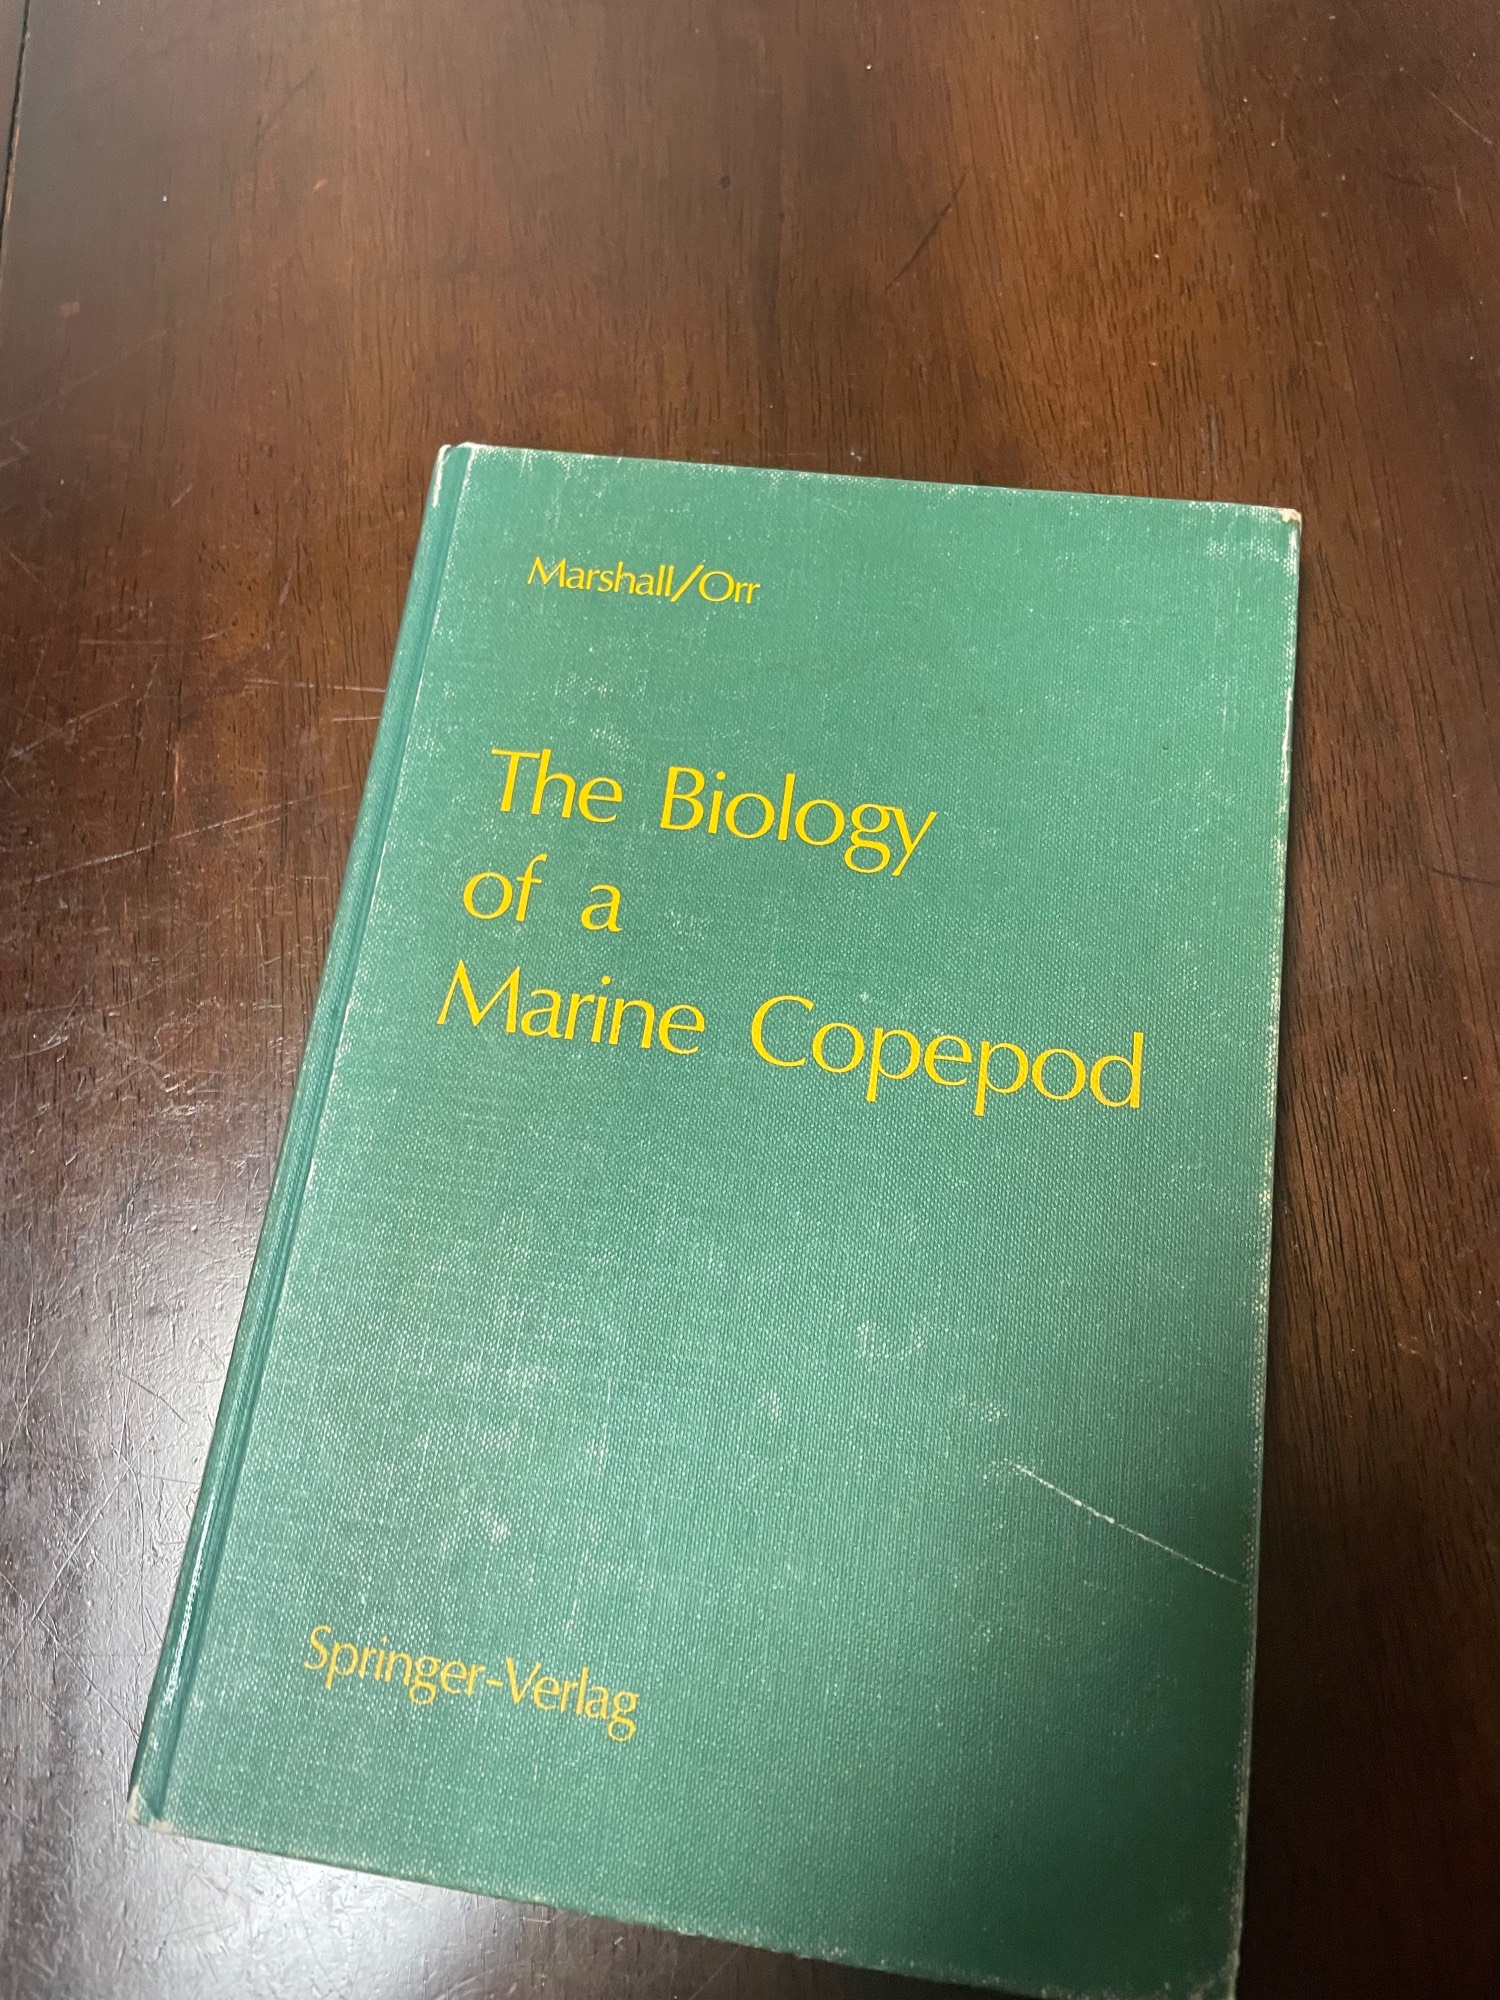 Marshall/Orr
The Biology
of a
Marine Copepod
Springer-Verlag